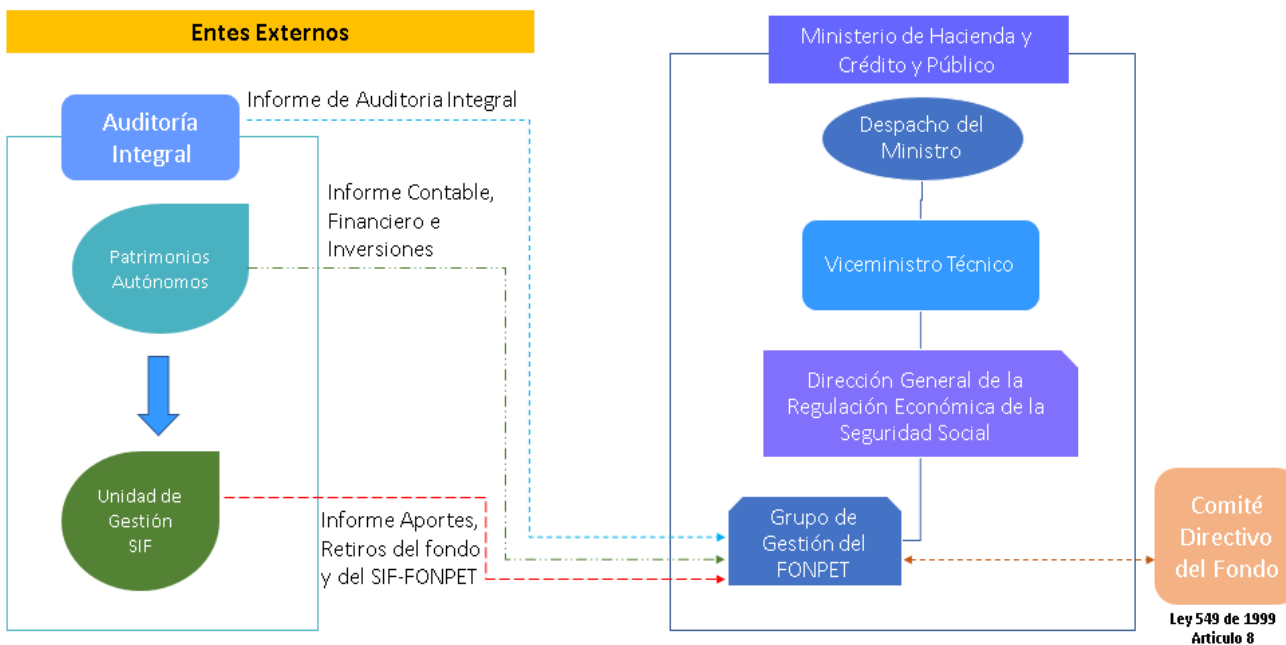 Entes Externos
Auditoría
Integral
Informe de Auditoria Integral
Informe Contable,
Financiero e
Inversiones
Patrimonios
Autónomos
Unidad de
Gestión
SIF
Informe Aportes,
Retiros del fondo
y del SIF-FONPET
Ministerio de Hacienda y
Crédito y Público
Despacho del
Ministro
Viceministro Técnico
Dirección General de la
Regulación Económica de la
Seguridad Social
Grupo de
Gestión del
FONPET
Comité
Directivo
del Fondo
Ley 549 de 1999
Articulo 8